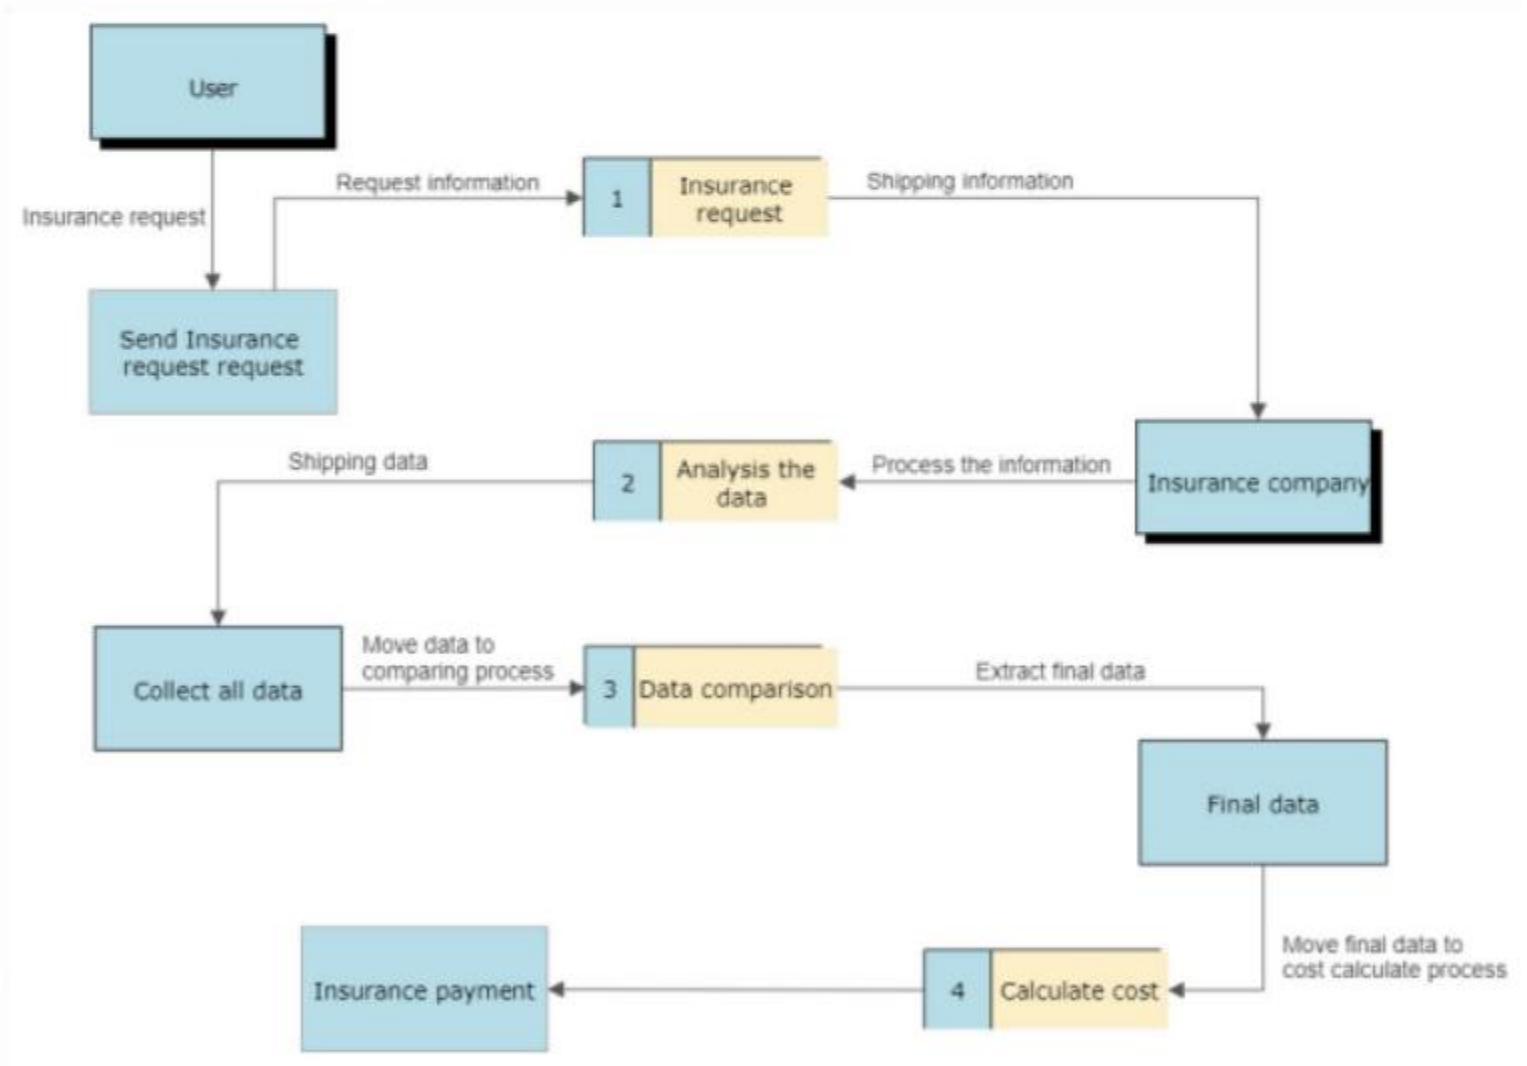 User
Insurance request
Request information
1
Insurance
request
Shipping information
Send Insurance
request request
Shipping data
2
Analysis the
data
Process the information
Insurance company
Collect all data
Move data to
comparing process
3
Data comparison
Extract final data
Final data
Move final data to
cost calculate process
Insurance payment
4
Calculate cost